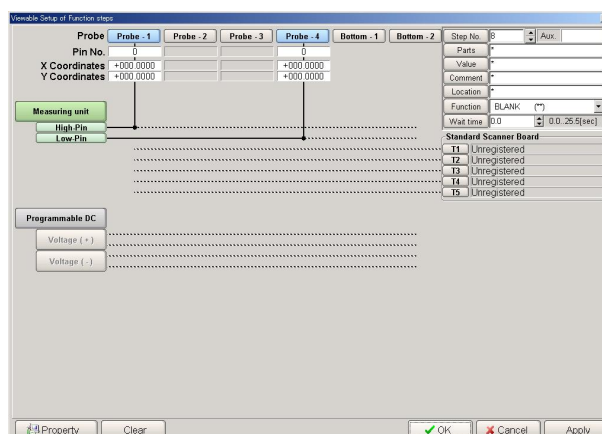 Viewable Setup of Function steps
Probe Probe - 1 Probe - 2 Probe - 3 Probe - 4 Bottom - 1 Bottom - 2
Pin No. 0 0
X Coordinates +000.0000 +000.0000
Y Coordinates +000.0000 +000.0000
Step No. 8 Aux.
Parts *
Value *
Comment *
Location *
Function BLANK (**)
Wait time 0.0 0.0..25.5[sec]
Measuring unit
High-Pin
Low-Pin
Standard Scanner Board
T1 Unregistered
T2 Unregistered
T3 Unregistered
T4 Unregistered
T5 Unregistered
Programmable DC
Voltage ( + )
Voltage ( - )
Property Clear OK Cancel Apply